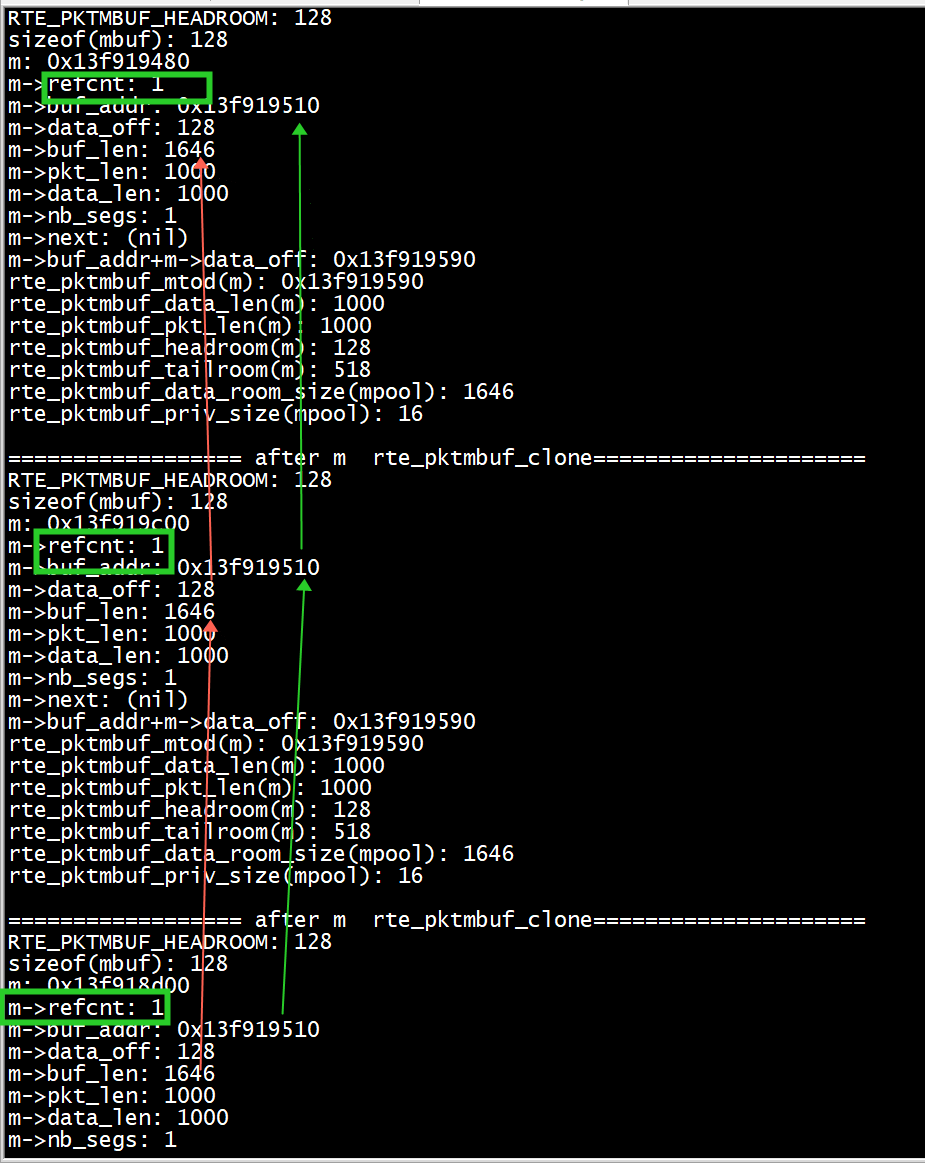 RTE_PKTMBUF_HEADROOM: 128
sizeof(mbuf): 128
m: 0x13f919480
m->refcnt: 1
m->buf_addr: 0x13f919510
m->data_off: 128
m->buf_len: 1646
m->pkt_len: 1000
m->data_len: 1000
m->nb_segs: 1
m->next: (nil)
m->buf_addr+m->data_off: 0x13f919590
rte_pktmbuf_mtod(m): 0x13f919590
rte_pktmbuf_data_len(m): 1000
rte_pktmbuf_pkt_len(m): 1000
rte_pktmbuf_headroom(m): 128
rte_pktmbuf_tailroom(m): 518
rte_pktmbuf_data_room_size(mpool): 1646
rte_pktmbuf_priv_size(mpool): 16
================== after m  rte_pktmbuf_clone=====================
RTE_PKTMBUF_HEADROOM: 128
sizeof(mbuf): 128
m: 0x13f919c00
m->refcnt: 1
m->buf_addr: 0x13f919510
m->data_off: 128
m->buf_len: 1646
m->pkt_len: 1000
m->data_len: 1000
m->nb_segs: 1
m->next: (nil)
m->buf_addr+m->data_off: 0x13f919590
rte_pktmbuf_mtod(m): 0x13f919590
rte_pktmbuf_data_len(m): 1000
rte_pktmbuf_pkt_len(m): 1000
rte_pktmbuf_headroom(m): 128
rte_pktmbuf_tailroom(m): 518
rte_pktmbuf_data_room_size(mpool): 1646
rte_pktmbuf_priv_size(mpool): 16
================== after m  rte_pktmbuf_clone=====================
RTE_PKTMBUF_HEADROOM: 128
sizeof(mbuf): 128
m: 0x13f918d00
m->refcnt: 1
m->buf_addr: 0x13f919510
m->data_off: 128
m->buf_len: 1646
m->pkt_len: 1000
m->data_len: 1000
m->nb_segs: 1